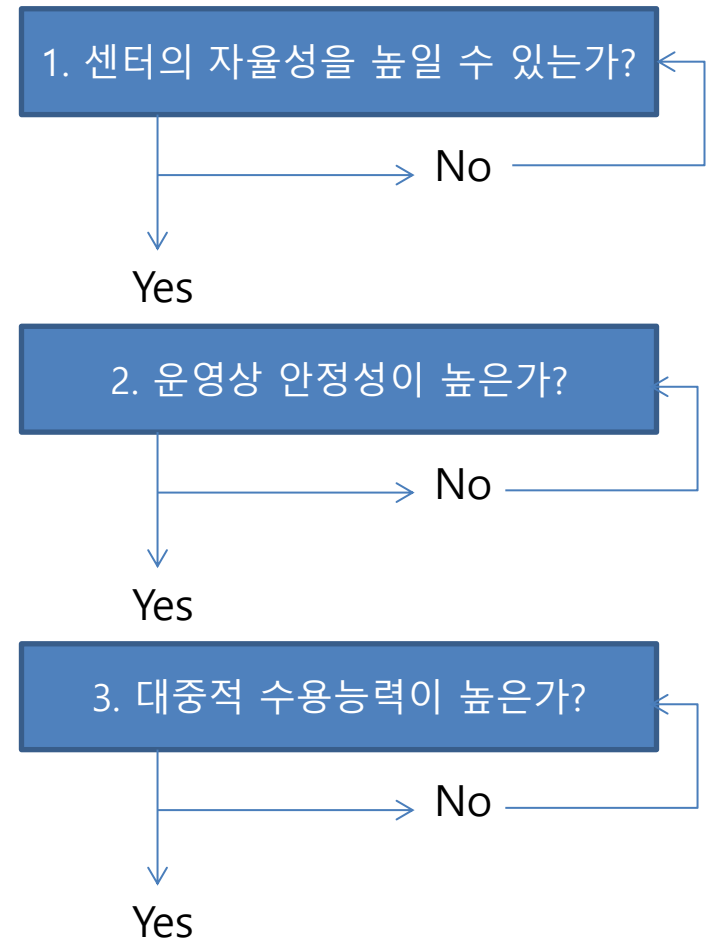 1. 센터의 자율성을 높일 수 있는가?
No
Yes
2. 운영상 안정성이 높은가?
No
Yes
3. 대중적 수용능력이 높은가?
No
Yes